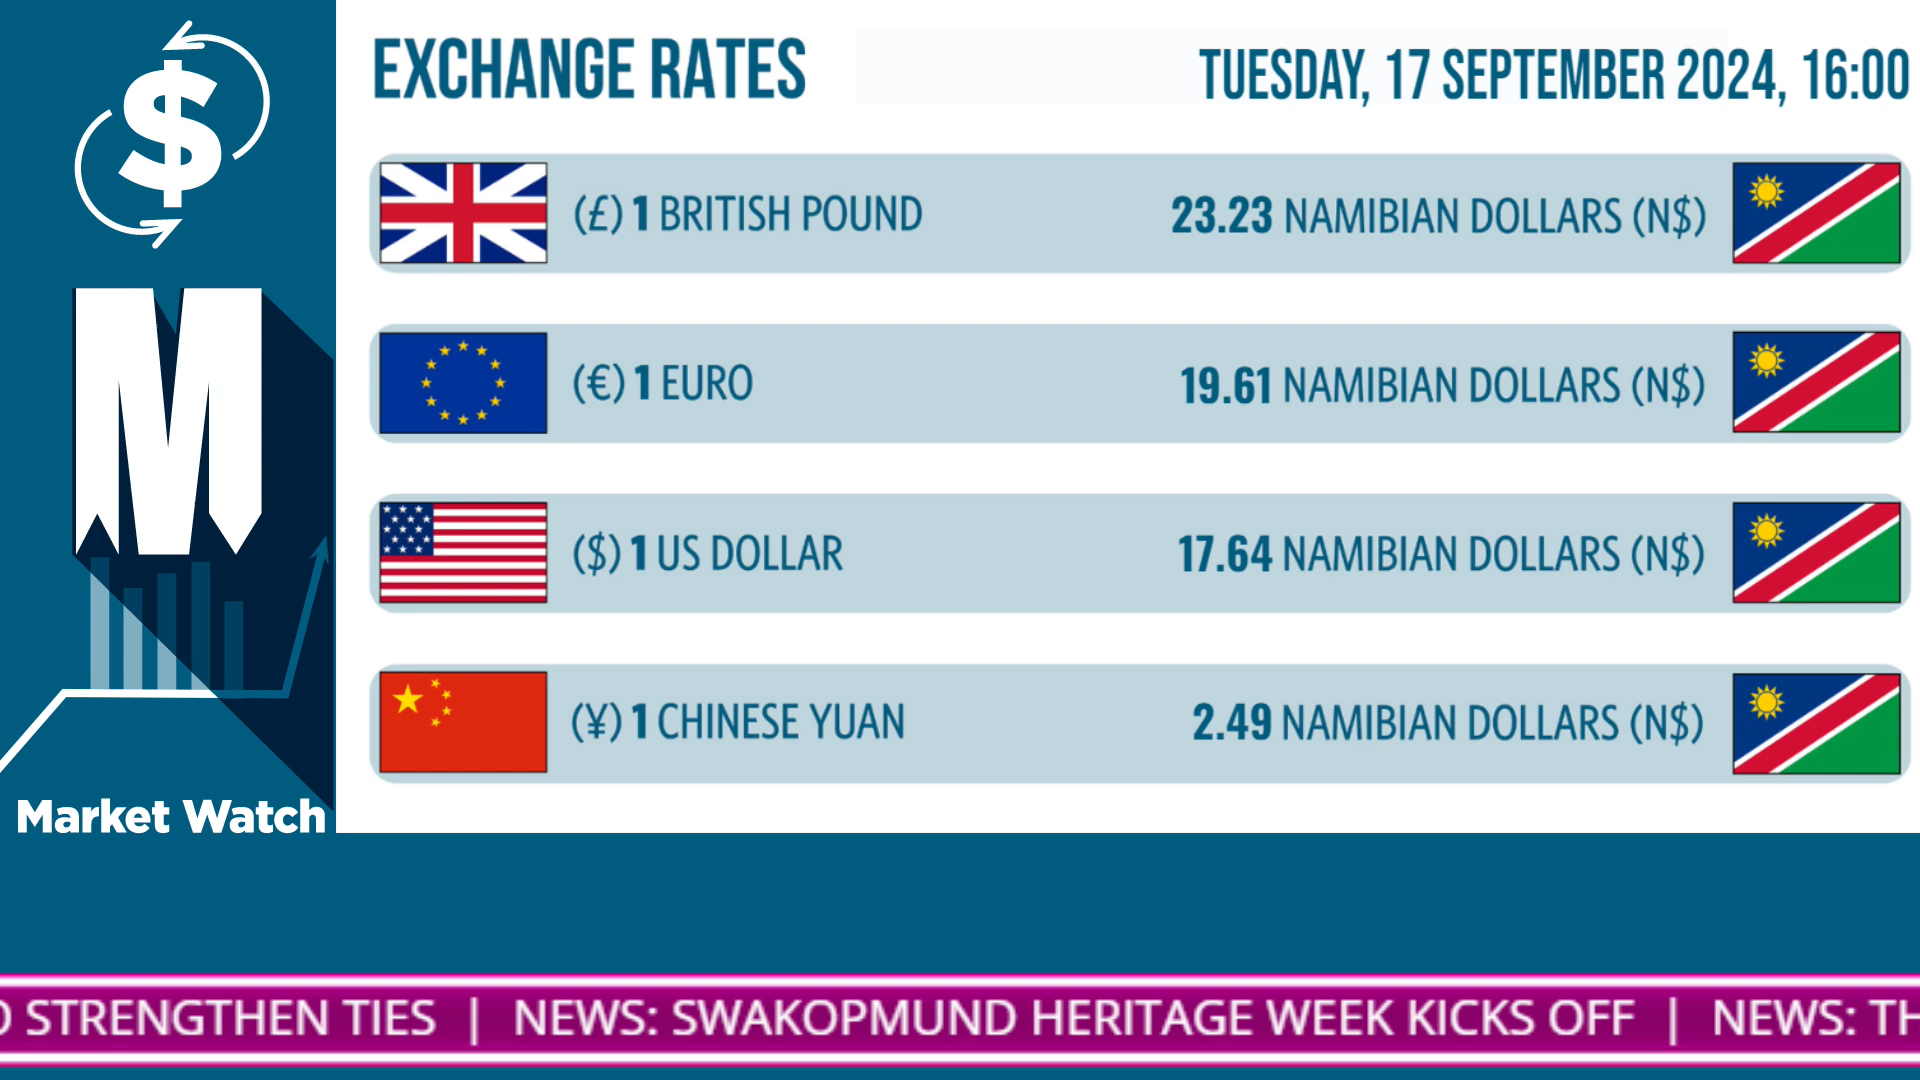 $
EXCHANGE RATES
TUESDAY, 17 SEPTEMBER 2024, 16:00
(£) 1 BRITISH POUND
23.23 NAMIBIAN DOLLARS (N$)
(€) 1 EURO
19.61 NAMIBIAN DOLLARS (N$)
($) 1 US DOLLAR
17.64 NAMIBIAN DOLLARS (N$)
(¥) 1 CHINESE YUAN
2.49 NAMIBIAN DOLLARS (N$)
M
Market Watch
STRENGTHEN TIES | NEWS: SWAKOPMUND HERITAGE WEEK KICKS OFF | NEWS: TH